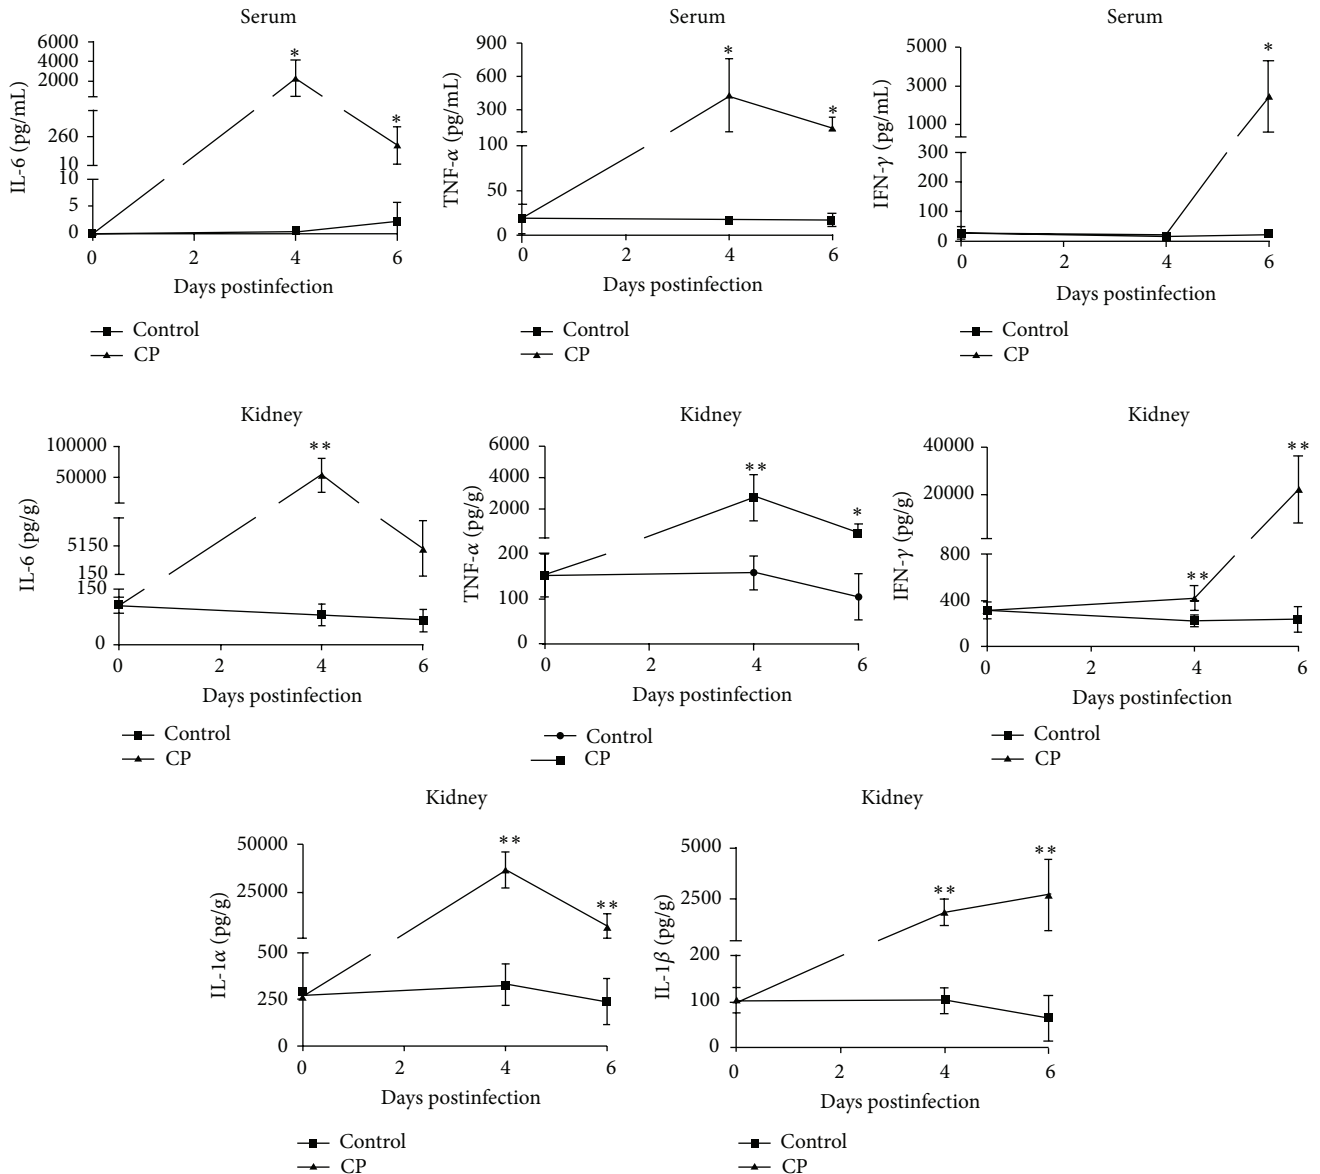 Serum
6000
4000
2000
260
10
10
5
0
IL-6 (pg/mL)
*
*
0 2 4 6
Days postinfection
Control
CP
Serum
900
600
300
100
50
0
TNF-α (pg/mL)
*
*
0 2 4 6
Days postinfection
Control
CP
Serum
5000
3000
1000
300
200
100
0
IFN-γ (pg/mL)
*
0 2 4 6
Days postinfection
Control
CP
Kidney
100000
50000
5150
150
150
0
IL-6 (pg/g)
**
0 2 4 6
Days postinfection
Control
CP
Kidney
6000
4000
2000
200
100
0
TNF-α (pg/g)
**
*
0 2 4 6
Days postinfection
Control
CP
Kidney
40000
20000
800
400
0
IFN-γ (pg/g)
**
**
0 2 4 6
Days postinfection
Control
CP
Kidney
50000
25000
500
250
0
IL-1α (pg/g)
**
**
0 2 4 6
Days postinfection
Control
CP
Kidney
5000
2500
200
100
0
IL-1β (pg/g)
**
**
0 2 4 6
Days postinfection
Control
CP